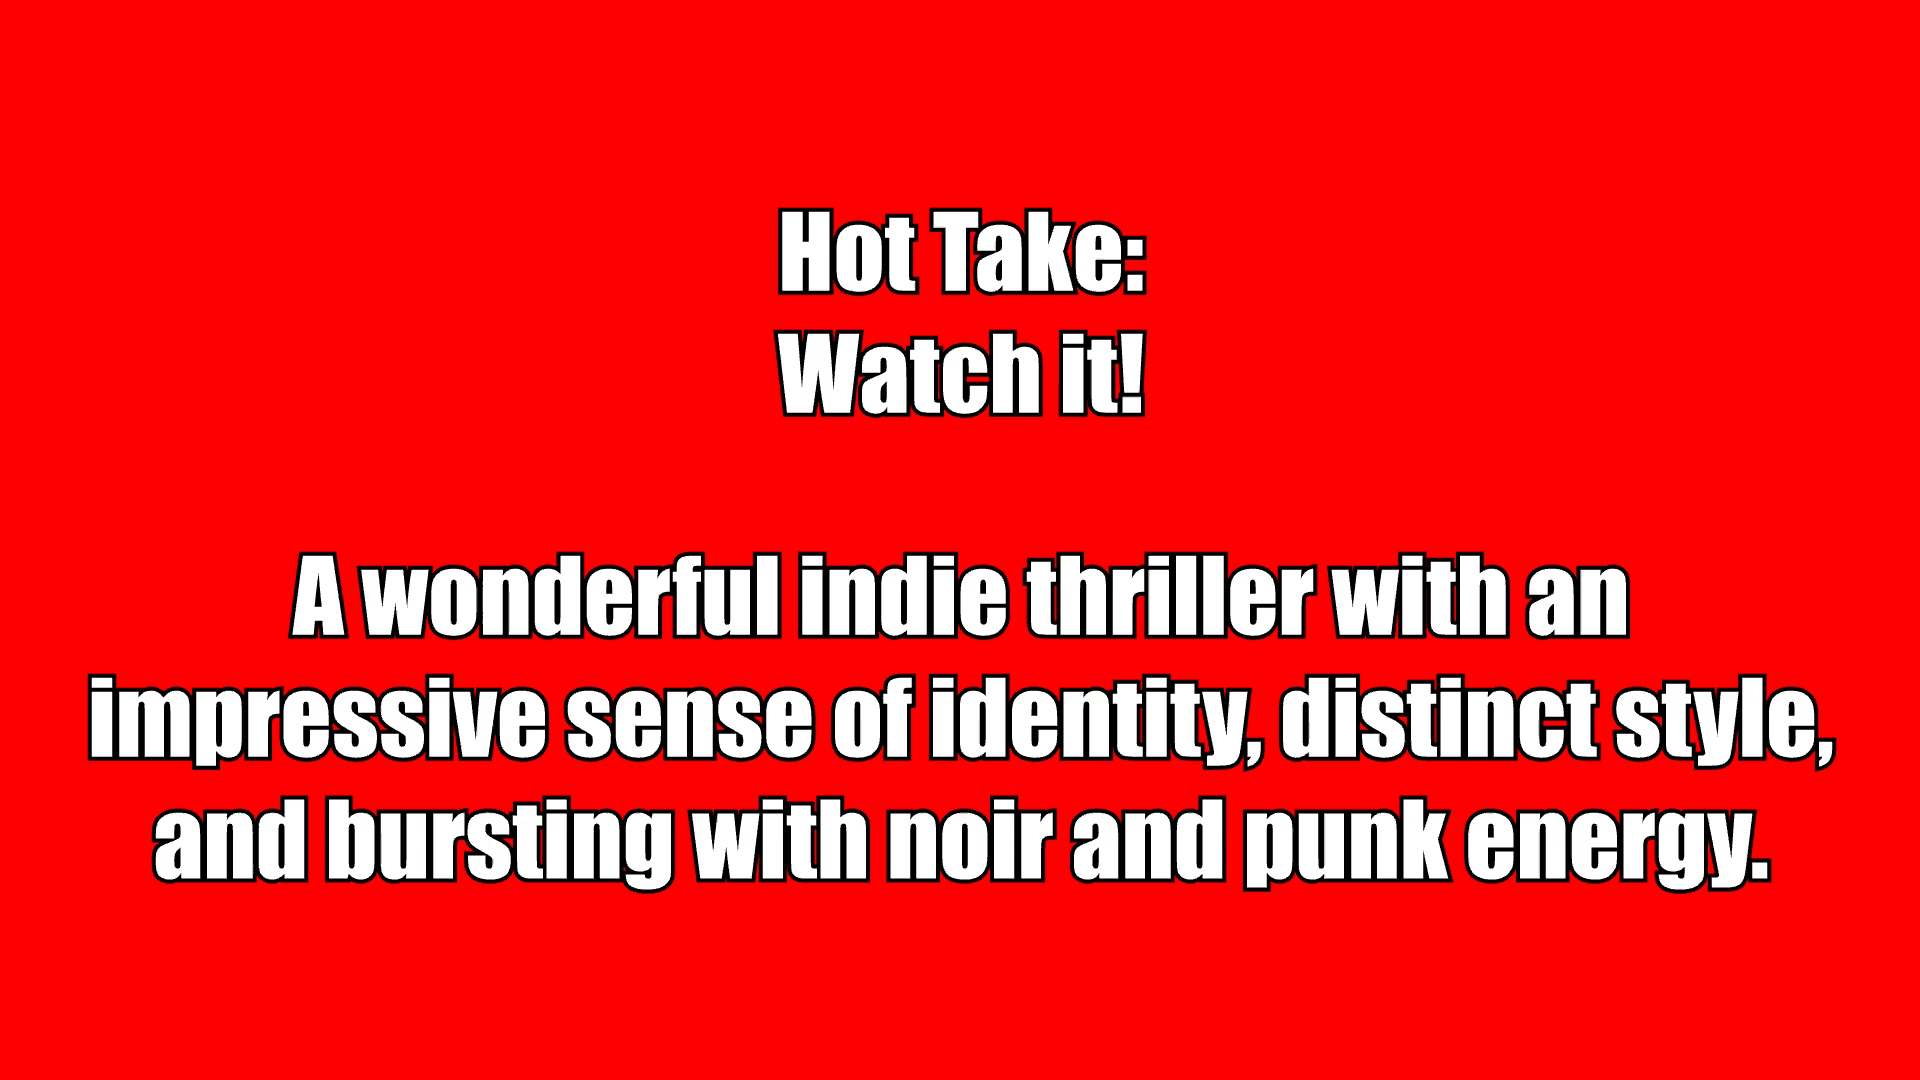 Hot Take:
Watch it!
A wonderful indie thriller with an
impressive sense of identity, distinct style,
and bursting with noir and punk energy.